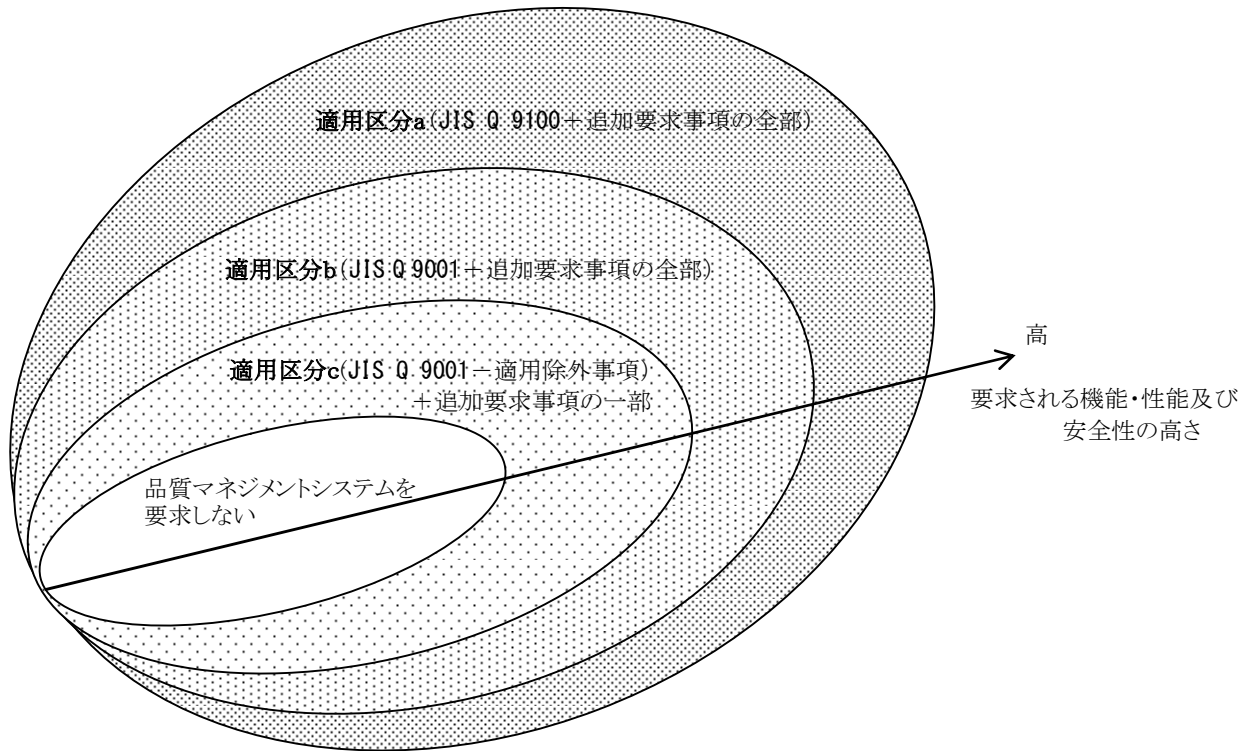 適用区分a(JIS Q 9100+追加要求事項の全部)
適用区分b(JIS Q 9001+追加要求事項の全部)
適用区分c(JIS Q 9001-適用除外事項)
+追加要求事項の一部
品質マネジメントシステムを
要求しない
高
要求される機能・性能及び
安全性の高さ